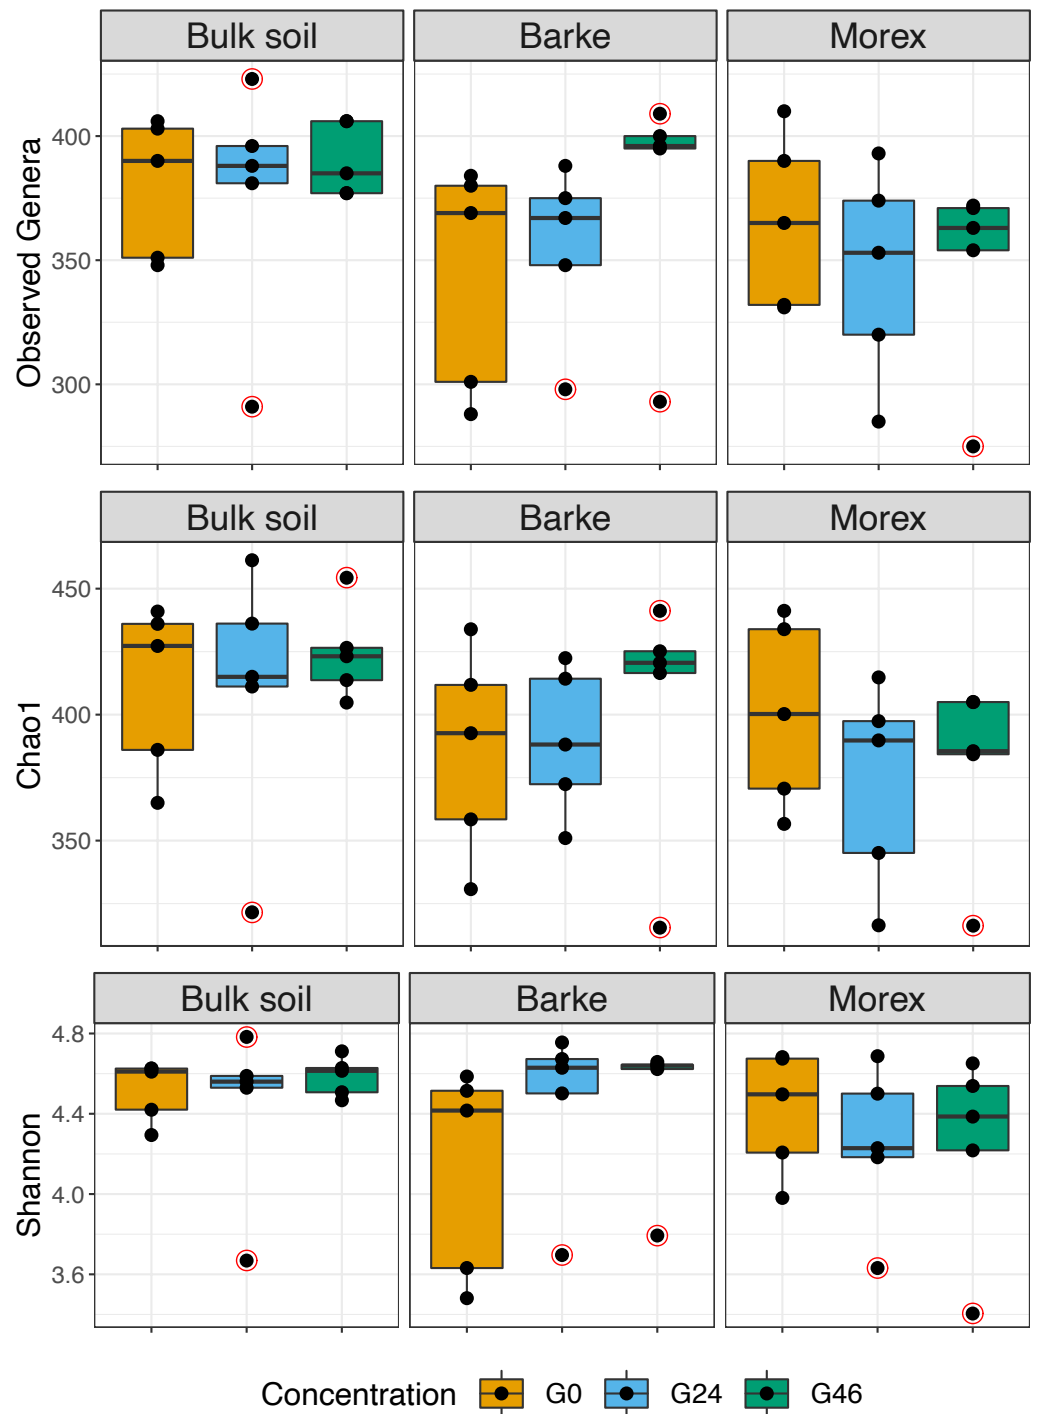 Bulk soil Barke Morex
Observed Genera
400
350
300
Bulk soil Barke Morex
Chao1
450
400
350
Bulk soil Barke Morex
Shannon
4.8
4.4
4.0
3.6
Concentration G0 G24 G46